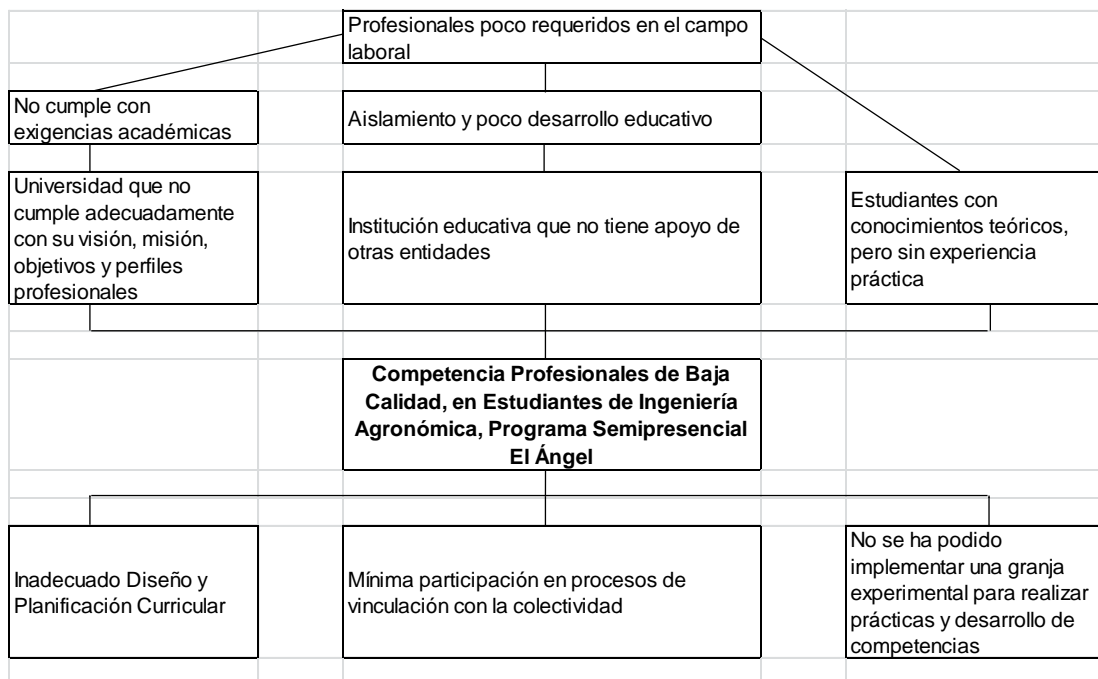 Profesionales poco requeridos en el campo
laboral
No cumple con
exigencias académicas
Aislamiento y poco desarrollo educativo
Universidad que no
cumple adecuadamente
con su visión, misión,
objetivos y perfiles
profesionales
Institución educativa que no tiene apoyo de
otras entidades
Estudiantes con
conocimientos teóricos,
pero sin experiencia
práctica
Competencia Profesionales de Baja
Calidad, en Estudiantes de Ingeniería
Agronómica, Programa Semipresencial
El Ángel
Inadecuado Diseño y
Planificación Curricular
Mínima participación en procesos de
vinculación con la colectividad
No se ha podido
implementar una granja
experimental para realizar
prácticas y desarrollo de
competencias